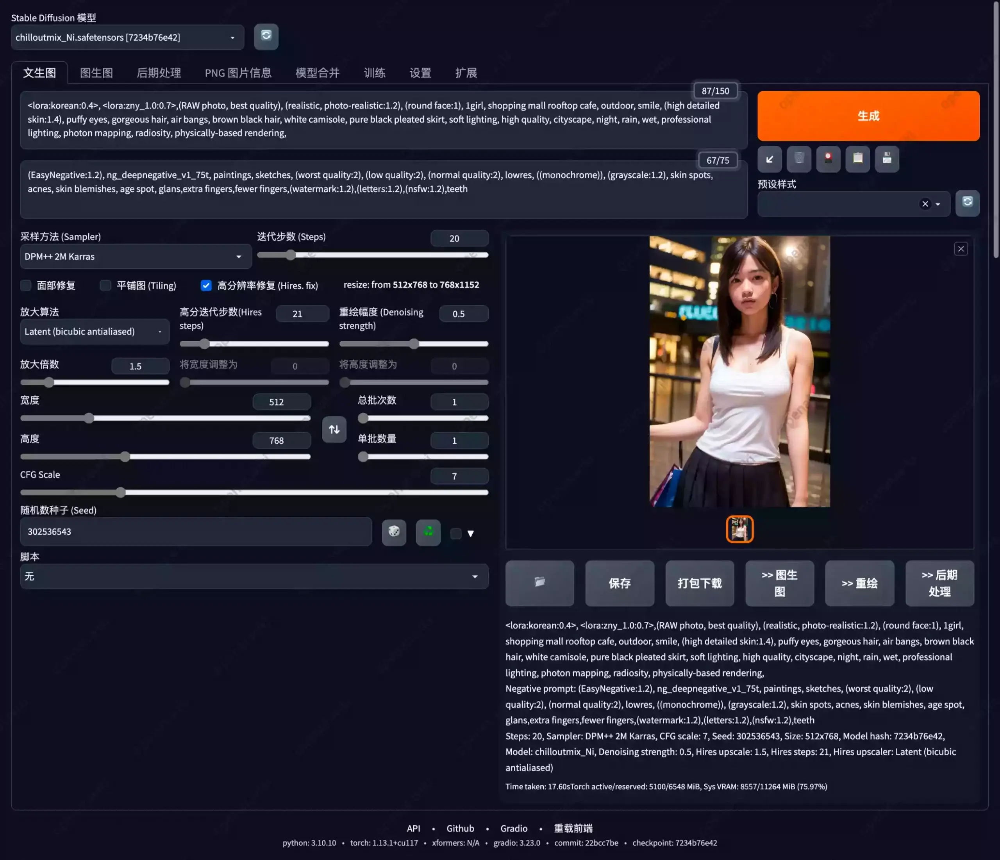 Stable Diffusion 模型
chilloutmix_Ni.safetensors [7234b76e42]
文生图 图生图 后期处理 PNG 图片信息 模型合并 训练 设置 扩展
87/150
<lora:korean:0.4>, <lora:zny_1.0:0.7>,(RAW photo, best quality), (realistic, photo-realistic:1.2), (round face:1), 1girl, shopping mall rooftop cafe, outdoor, smile, (high detailed
skin:1.4), puffy eyes, gorgeous hair, air bangs, brown black hair, white camisole, pure black pleated skirt, soft lighting, high quality, cityscape, night, rain, wet, professional
lighting, photon mapping, radiosity, physically-based rendering,
生成
67/75
(EasyNegative:1.2), ng_deepnegative_v1_75t, paintings, sketches, (worst quality:2), (low quality:2), (normal quality:2), lowres, ((monochrome)), (grayscale:1.2), skin spots,
acnes, skin blemishes, age spot, glans,extra fingers,fewer fingers,(watermark:1.2),(letters:1.2),(nsfw:1.2),teeth
预设样式
采样方法 (Sampler)
DPM++ 2M Karras
迭代步数 (Steps) 20
面部修复 平铺图 (Tiling) 高分辨率修复 (Hires. fix) resize: from 512x768 to 768x1152
放大算法
Latent (bicubic antialiased)
高分迭代步数(Hires
steps)
21
重绘幅度 (Denoising
strength)
0.5
放大倍数 1.5 将宽度调整为 0 将高度调整为 0
宽度 512 总批次数 1
高度 768 单批数量 1
CFG Scale 7
随机数种子 (Seed)
302536543
脚本
无
保存
打包下载
>> 图生
图
>> 重绘
>> 后期
处理
<lora:korean:0.4>, <lora:zny_1.0:0.7>,(RAW photo, best quality), (realistic, photo-realistic:1.2), (round face:1), 1girl,
shopping mall rooftop cafe, outdoor, smile, (high detailed skin:1.4), puffy eyes, gorgeous hair, air bangs, brown black
hair, white camisole, pure black pleated skirt, soft lighting, high quality, cityscape, night, rain, wet, professional
lighting, photon mapping, radiosity, physically-based rendering,
Negative prompt: (EasyNegative:1.2), ng_deepnegative_v1_75t, paintings, sketches, (worst quality:2), (low
quality:2), (normal quality:2), lowres, ((monochrome)), (grayscale:1.2), skin spots, acnes, skin blemishes, age spot,
glans,extra fingers,fewer fingers,(watermark:1.2),(letters:1.2),(nsfw:1.2),teeth
Steps: 20, Sampler: DPM++ 2M Karras, CFG scale: 7, Seed: 302536543, Size: 512x768, Model hash: 7234b76e42,
Model: chilloutmix_Ni, Denoising strength: 0.5, Hires upscale: 1.5, Hires steps: 21, Hires upscaler: Latent (bicubic
antialiased)
Time taken: 17.60sTorch active/reserved: 5100/6548 MiB, Sys VRAM: 8557/11264 MiB (75.97%)
API • Github • Gradio • 重载前端
python: 3.10.10 • torch: 1.13.1+cu117 • xformers: N/A • gradio: 3.23.0 • commit: 22bcc7be • checkpoint: 7234b76e42